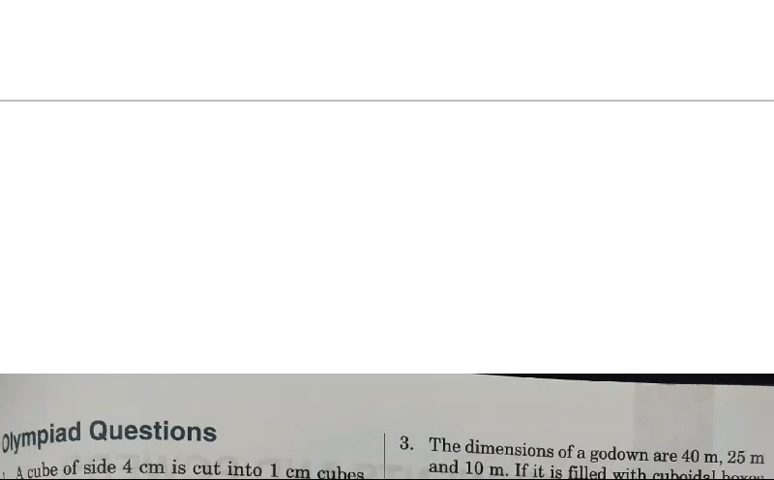 Olympiad Questions
A cube of side 4 cm is cut into 1 cm cubes
3. The dimensions of a godown are 40 m, 25 m
and 10 m. If it is filled with cuboidal boxes